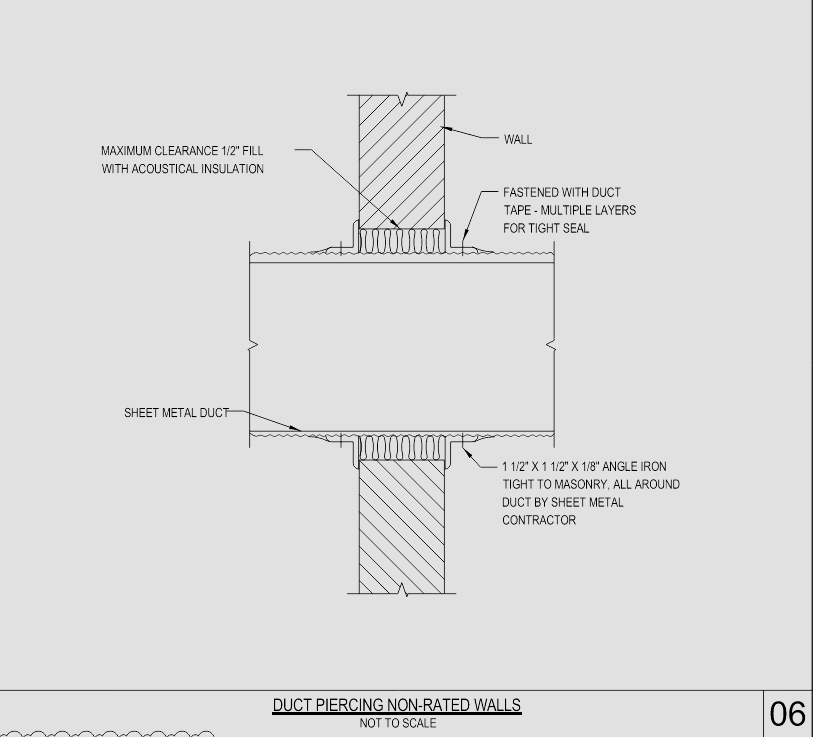 MAXIMUM CLEARANCE 1/2" FILL
WITH ACOUSTICAL INSULATION
WALL
FASTENED WITH DUCT
TAPE - MULTIPLE LAYERS
FOR TIGHT SEAL
SHEET METAL DUCT
1 1/2" X 1 1/2" X 1/8" ANGLE IRON
TIGHT TO MASONRY, ALL AROUND
DUCT BY SHEET METAL
CONTRACTOR
DUCT PIERCING NON-RATED WALLS
NOT TO SCALE
06